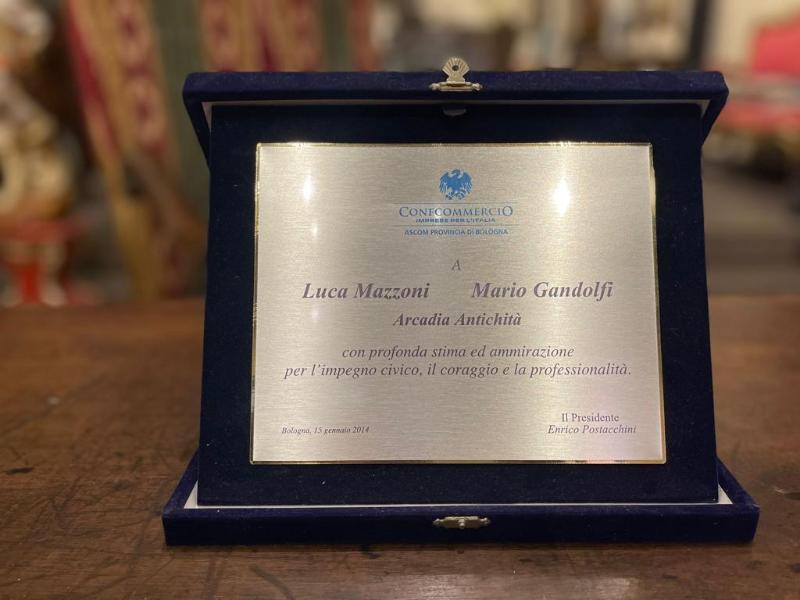 CONFCOMMERCIO
IMPRESE PER L'ITALIA
ASCOM PROVINCIA DI BOLOGNA
A
Luca Mazzoni Mario Gandolfi
Arcadia Antichità
con profonda stima ed ammirazione
per l'impegno civico, il coraggio e la professionalità.
Il Presidente
Bologna, 15 gennaio 2014 Enrico Postacchini